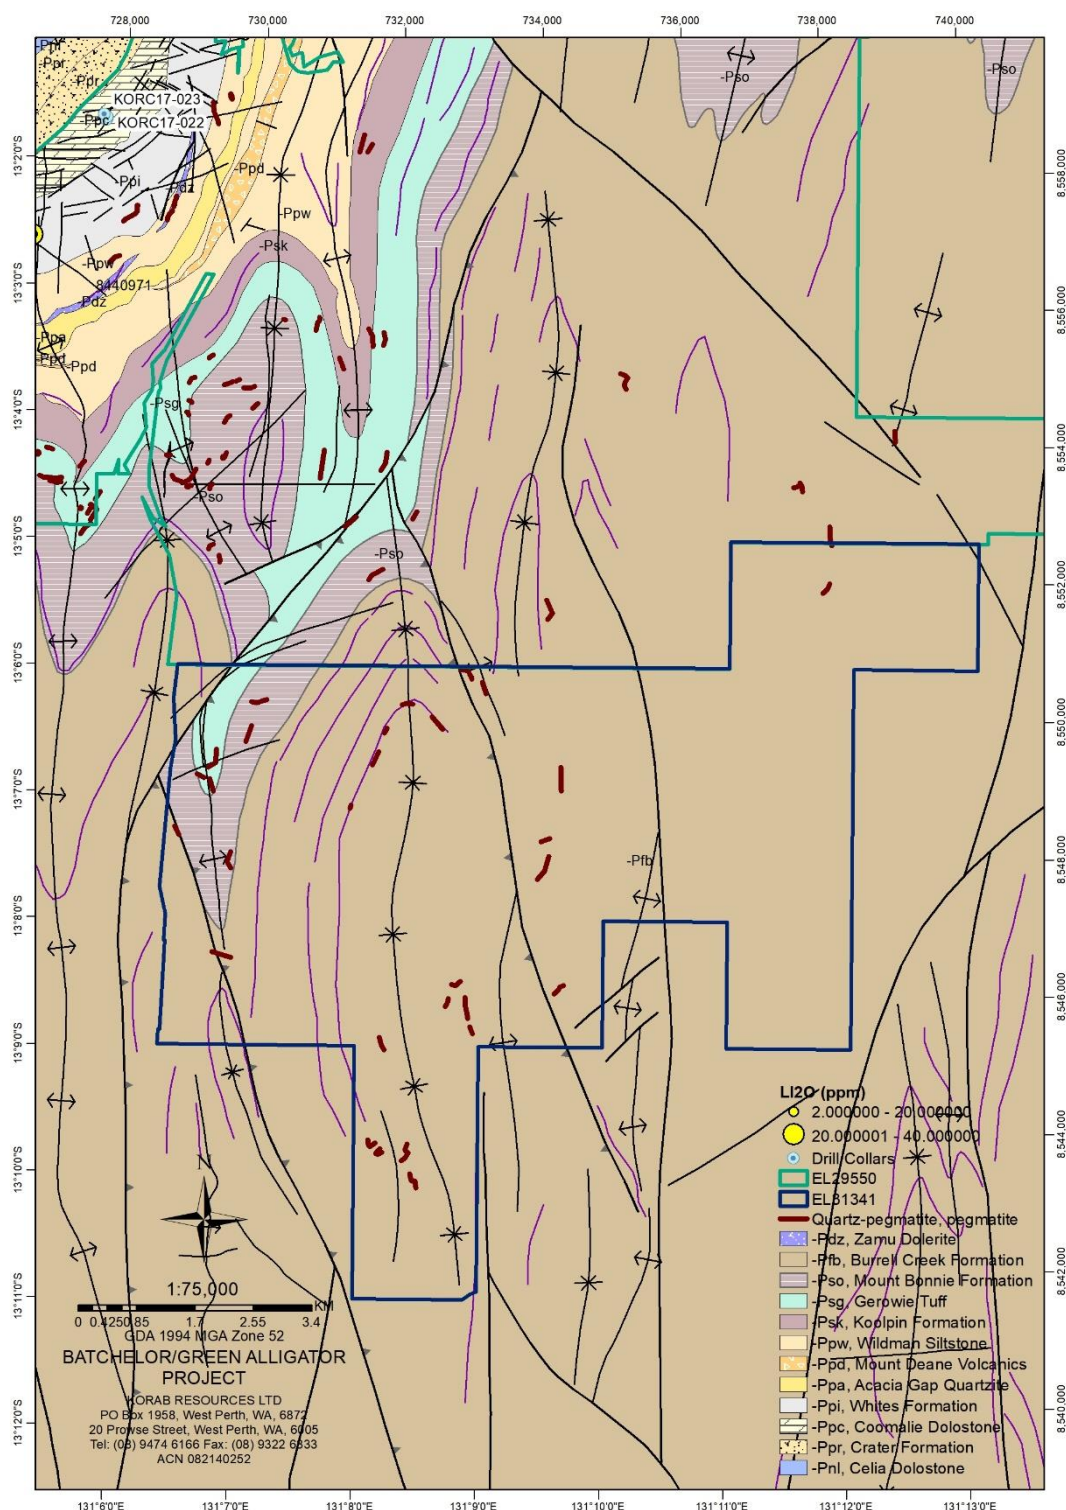 728,000 730,000 732,000 734,000 736,000 738,000 740,000
-Ppr
-Ppr
KORC17-023
-Ppc KORC17-022
-Pso
-Pso
13°2'0"S
8,558,000
-Ppi
-Pdz
-Ppd
-Ppw
-Psk
-Ppw
8440971
-Pdz
13°3'0"S
8,556,000
-Ppa
-Ppd
-Ppd
13°4'0"S
-Psg
8,554,000
-Pso
13°5'0"S
-Pso
8,552,000
13°6'0"S
8,550,000
13°7'0"S
-Pfb
8,548,000
13°8'0"S
8,546,000
13°9'0"S
LI2O (ppm)
2.000000 - 20.000000
20.000001 - 40.000000
8,544,000
Drill Collars
EL29550
EL31341
Quartz-pegmatite, pegmatite
-Pdz, Zamu Dolerite
-Pfb, Burrell Creek Formation
-Pso, Mount Bonnie Formation
-Psg, Gerowie Tuff
-Psk, Koolpin Formation
-Ppw, Wildman Siltstone
-Ppd, Mount Deane Volcanics
-Ppa, Acacia Gap Quartzite
-Ppi, Whites Formation
-Ppc, Coomalie Dolostone
-Ppr, Crater Formation
-Pnl, Celia Dolostone
8,542,000
8,540,000
13°10'0"S
N
1:75,000
13°11'0"S
KM
0 0.425 0.85 1.7 2.55 3.4
GDA 1994 MGA Zone 52
BATCHELOR/GREEN ALLIGATOR
PROJECT
KORAB RESOURCES LTD
PO Box 1958, West Perth, WA, 6872
20 Prowse Street, West Perth, WA, 6005
Tel: (08) 9474 6166 Fax: (08) 9322 6333
ACN 082140252
13°12'0"S
131°6'0"E 131°7'0"E 131°8'0"E 131°9'0"E 131°10'0"E 131°11'0"E 131°12'0"E 131°13'0"E